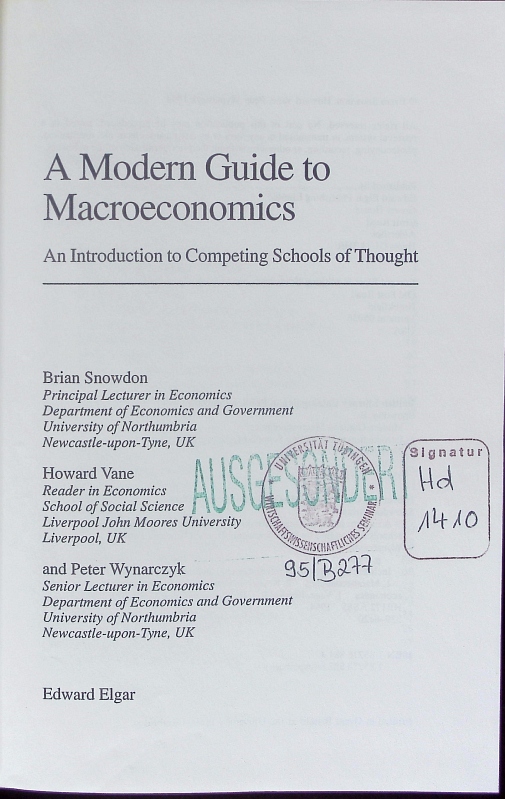 A Modern Guide to
Macroeconomics
An Introduction to Competing Schools of Thought
Brian Snowdon
Principal Lecturer in Economics
Department of Economics and Government
University of Northumbria
Newcastle-upon-Tyne, UK
Howard Vane
Reader in Economics
School of Social Science
Liverpool John Moores University
Liverpool, UK
and Peter Wynarczyk
Senior Lecturer in Economics
Department of Economics and Government
University of Northumbria
Newcastle-upon-Tyne, UK
Edward Elgar
AUSGESONDERT
UNIVERSITÄT TÜBINGEN
WIRTSCHAFTSWISSENSCHAFTLICHES SEMINAR
95/B277
Signatur
Hd
1410